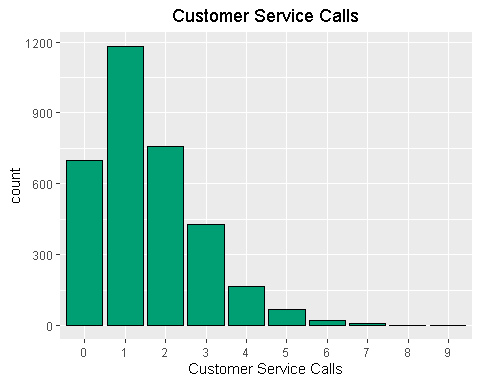 Customer Service Calls
1200
900
600
300
0
count
0 1 2 3 4 5 6 7 8 9
Customer Service Calls